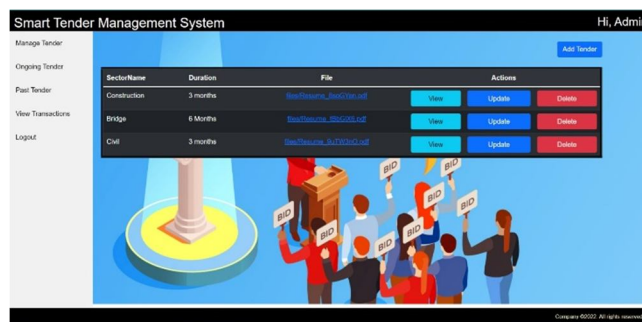 Smart Tender Management System
Hi, Admin
Manage Tender
Ongoing Tender
Past Tender
View Transactions
Logout
Add Tender
SectorName Duration File Actions
Construction 3 months View Update Delete
Bridge 6 Months View Update Delete
Civil 3 months View Update Delete
BID
BID
BID
BID
BID
BID
Company ©2022. All rights reserved